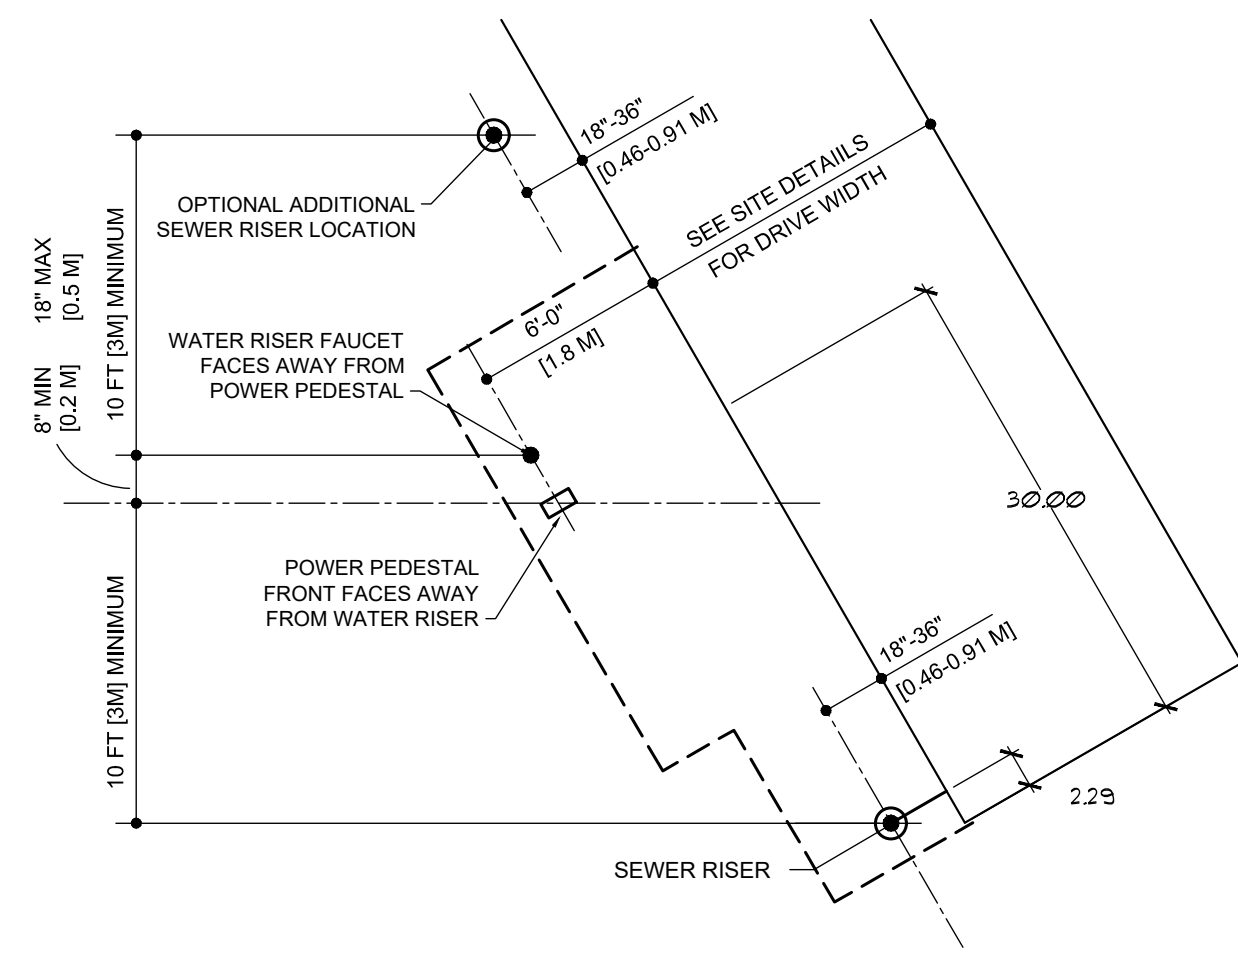 18"-36"
[0.46-0.91 M]
SEE SITE DETAIILS
FOR DRIVE WIDTH
OPTIONAL ADDITIONAL
SEWER RISER LOCATION
18" MAX
[0.5 M]
10 FT [3M] MINIMUM
6'-0"
[1.8 M]
WATER RISER FAUCET
FACES AWAY FROM
POWER PEDESTAL
8" MIN
[0.2 M]
30.00
POWER PEDESTAL
FRONT FACES AWAY
FROM WATER RISER
10 FT [3M] MINIMUM
18"-36"
[0.46-0.91 M]
2.29
SEWER RISER